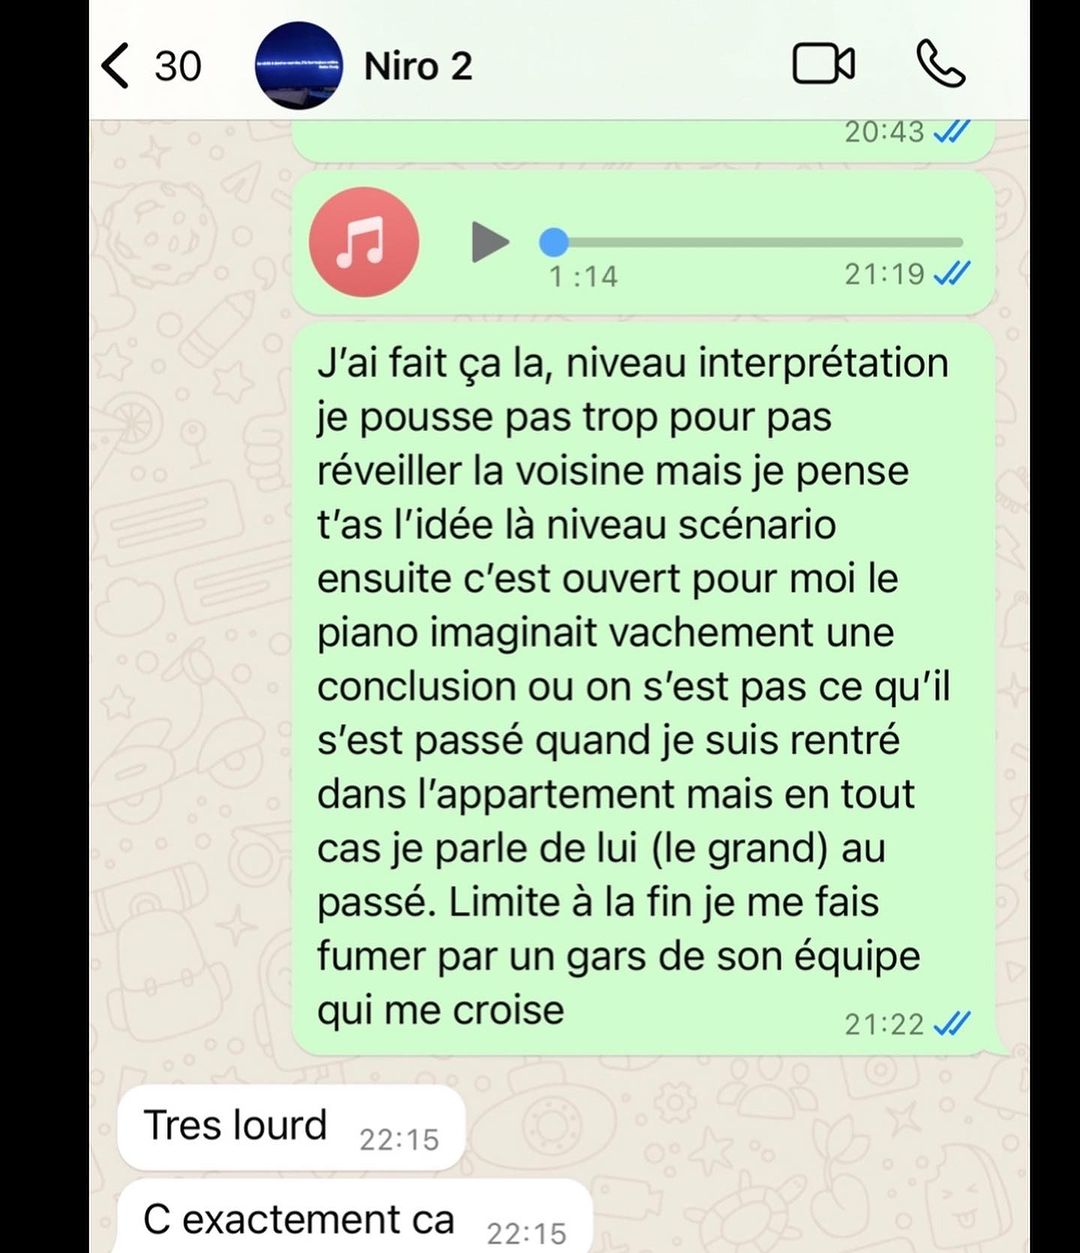 30
Niro 2
20:43
1 :14
21:19
J'ai fait ça la, niveau interprétation
je pousse pas trop pour pas
réveiller la voisine mais je pense
t'as l'idée là niveau scénario
ensuite c'est ouvert pour moi le
piano imaginait vachement une
conclusion ou on s'est pas ce qu'il
s'est passé quand je suis rentré
dans l'appartement mais en tout
cas je parle de lui (le grand) au
passé. Limite à la fin je me fais
fumer par un gars de son équipe
qui me croise
21:22
Tres lourd
22:15
C exactement ca
22:15